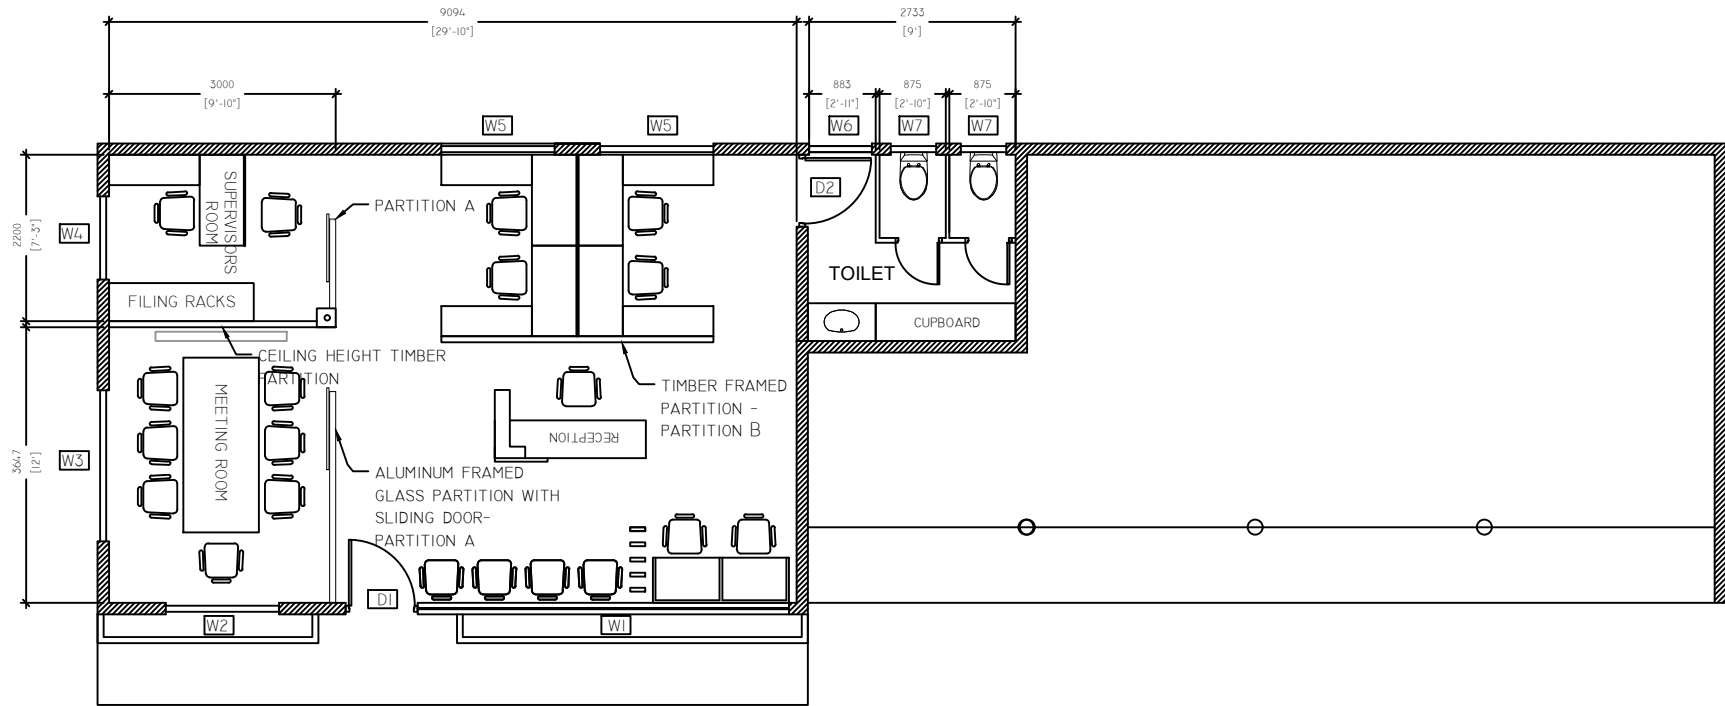 9094
[29'-10"]
2733
[9']
3000
[9'-10"]
883
[2'-11"]
875
[2'-10"]
875
[2'-10"]
W5
W5
W6
W7
W7
SUPERVISORS
ROOM
PARTITION A
D2
2200
[7'-3"]
W4
TOILET
FILING RACKS
CUPBOARD
CEILING HEIGHT TIMBER
PARTITION
TIMBER FRAMED
PARTITION -
PARTITION B
MEETING ROOM
RECEPTION
3647
[12']
W3
ALUMINUM FRAMED
GLASS PARTITION WITH
SLIDING DOOR-
PARTITION A
D1
W2
W1